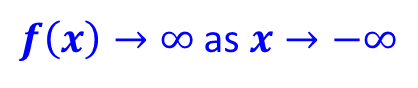 f(x) → ∞ as x → −∞